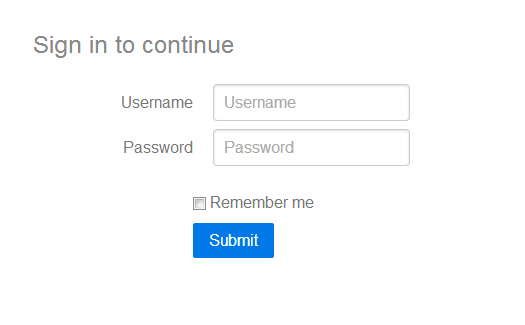 Sign in to continue
Username Username
Password Password
Remember me
Submit